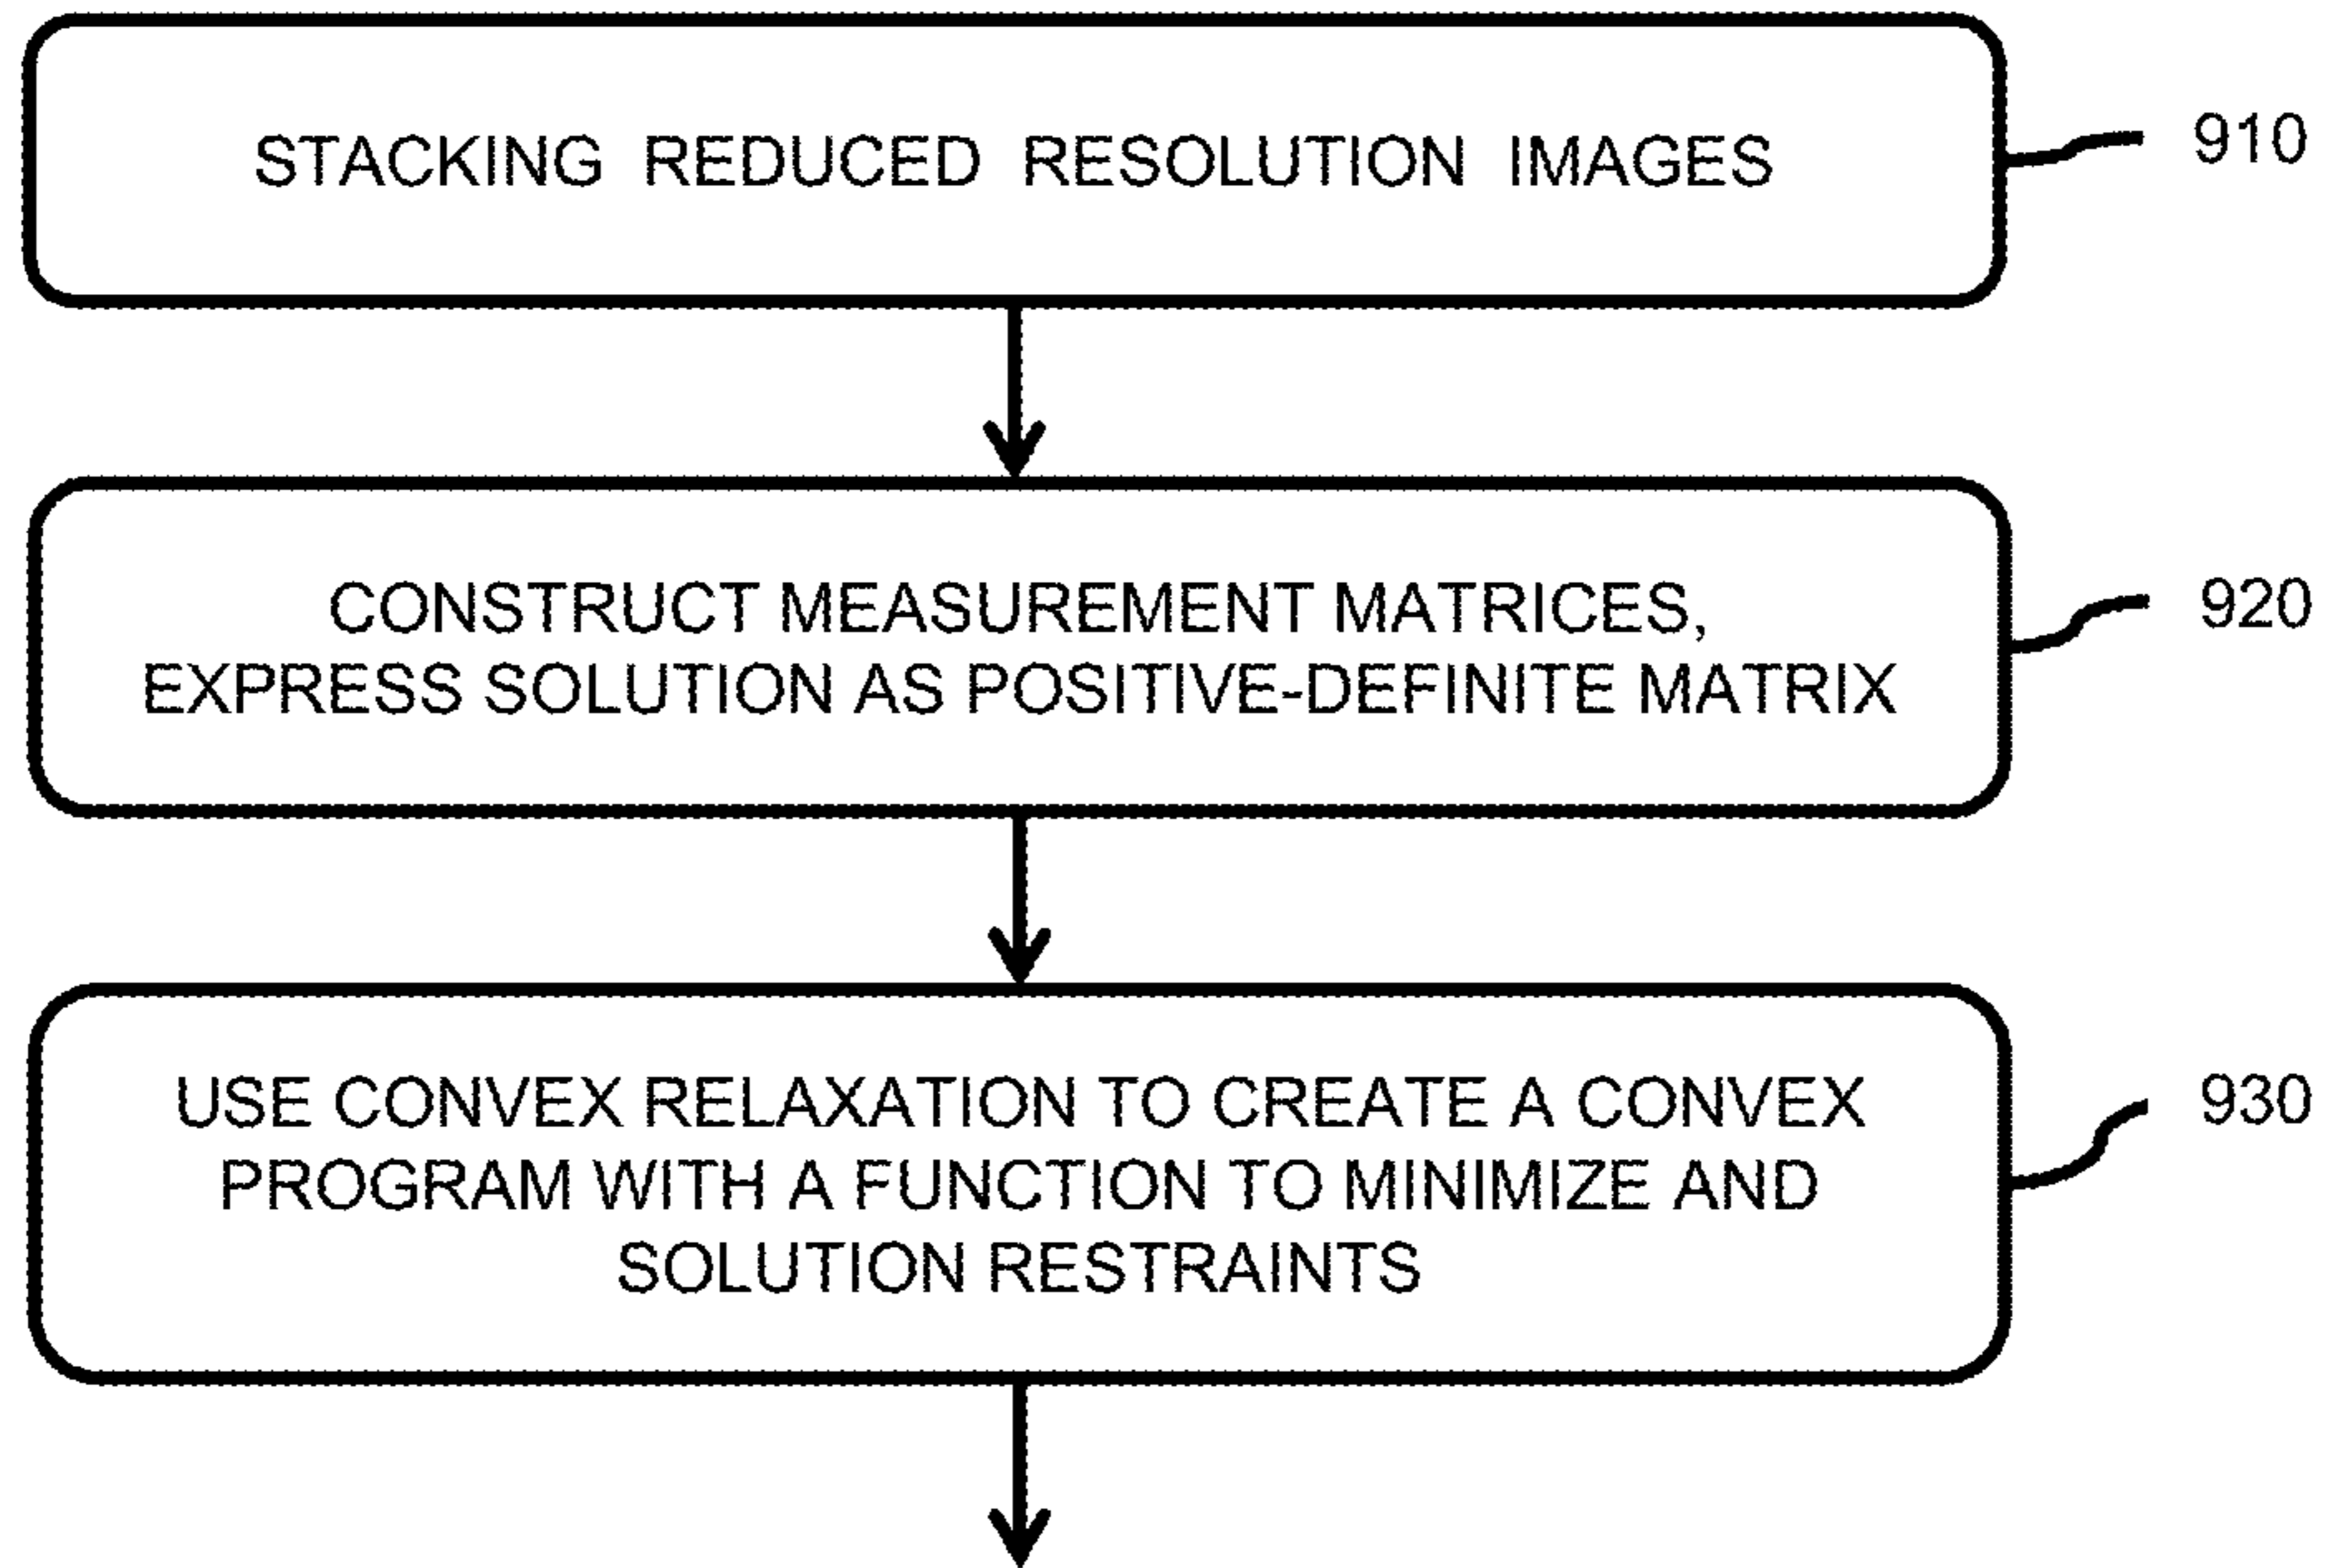 STACKING REDUCED RESOLUTION IMAGES
910
CONSTRUCT MEASUREMENT MATRICES,
EXPRESS SOLUTION AS POSITIVE-DEFINITE MATRIX
920
USE CONVEX RELAXATION TO CREATE A CONVEX
PROGRAM WITH A FUNCTION TO MINIMIZE AND
SOLUTION RESTRAINTS
930